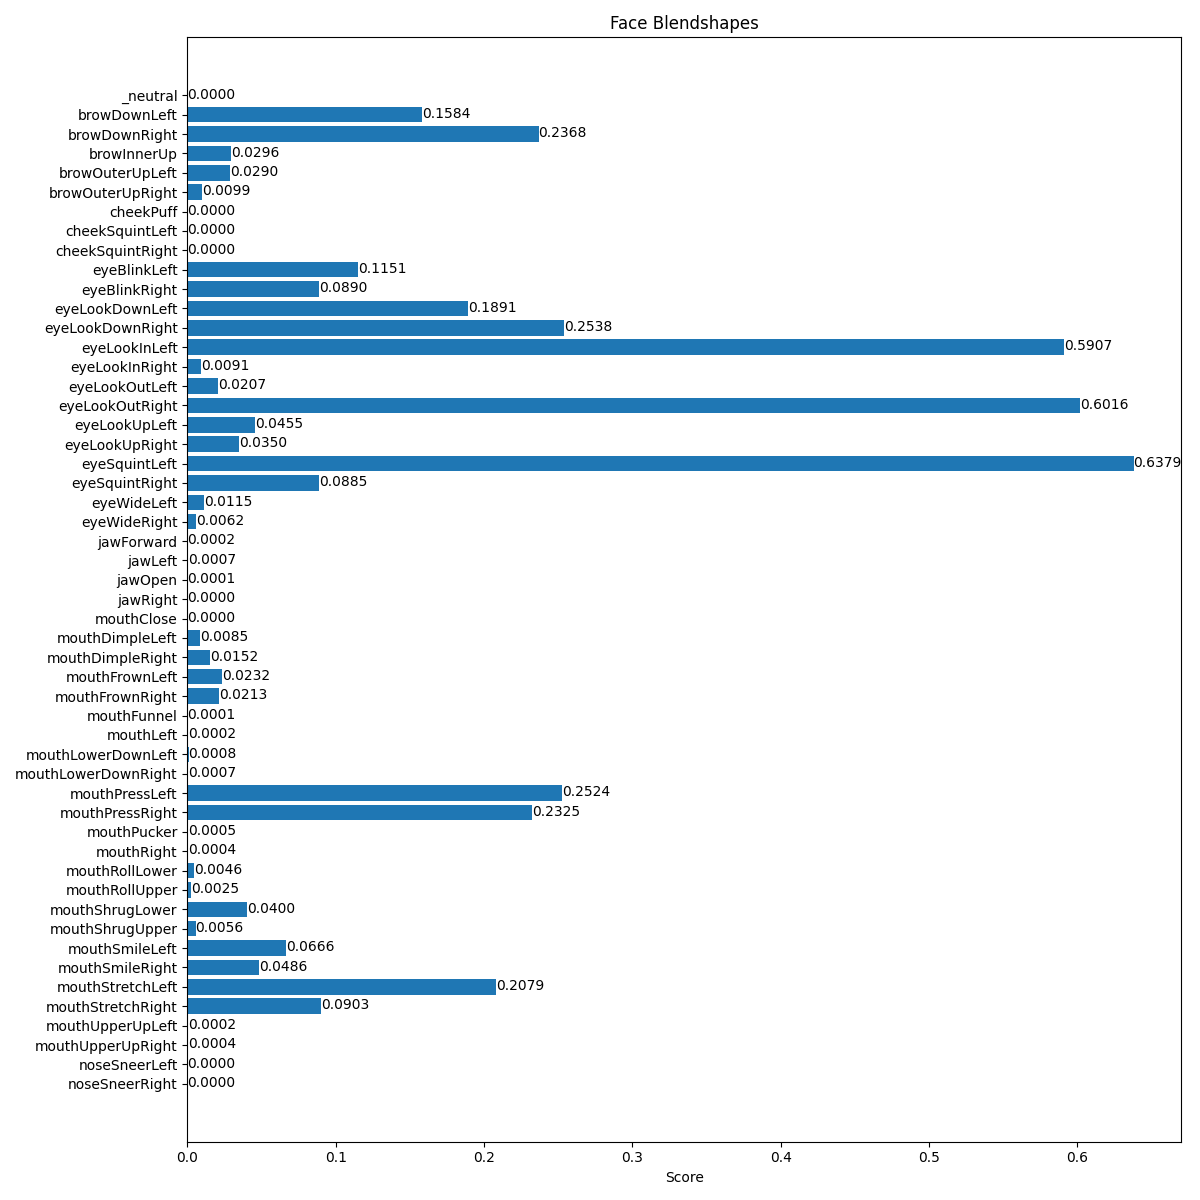 Face Blendshapes
_neutral 0.0000
browDownLeft 0.1584
browDownRight 0.2368
browInnerUp 0.0296
browOuterUpLeft 0.0290
browOuterUpRight 0.0099
cheekPuff 0.0000
cheekSquintLeft 0.0000
cheekSquintRight 0.0000
eyeBlinkLeft 0.1151
eyeBlinkRight 0.0890
eyeLookDownLeft 0.1891
eyeLookDownRight 0.2538
eyeLookInLeft 0.5907
eyeLookInRight 0.0091
eyeLookOutLeft 0.0207
eyeLookOutRight 0.6016
eyeLookUpLeft 0.0455
eyeLookUpRight 0.0350
eyeSquintLeft 0.6379
eyeSquintRight 0.0885
eyeWideLeft 0.0115
eyeWideRight 0.0062
jawForward 0.0002
jawLeft 0.0007
jawOpen 0.0001
jawRight 0.0000
mouthClose 0.0000
mouthDimpleLeft 0.0085
mouthDimpleRight 0.0152
mouthFrownLeft 0.0232
mouthFrownRight 0.0213
mouthFunnel 0.0001
mouthLeft 0.0002
mouthLowerDownLeft 0.0008
mouthLowerDownRight 0.0007
mouthPressLeft 0.2524
mouthPressRight 0.2325
mouthPucker 0.0005
mouthRight 0.0004
mouthRollLower 0.0046
mouthRollUpper 0.0025
mouthShrugLower 0.0400
mouthShrugUpper 0.0056
mouthSmileLeft 0.0666
mouthSmileRight 0.0486
mouthStretchLeft 0.2079
mouthStretchRight 0.0903
mouthUpperUpLeft 0.0002
mouthUpperUpRight 0.0004
noseSneerLeft 0.0000
noseSneerRight 0.0000
0.0 0.1 0.2 0.3 0.4 0.5 0.6
Score